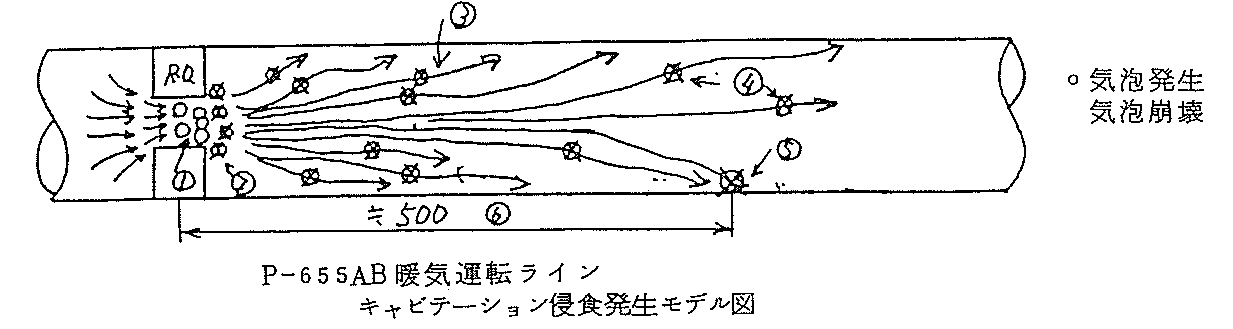 ③
RO
④
○ 気泡発生
気泡崩壊
⑤
① ②
≒500 ⑥
P-655AB暖気運転ライン
キャビテーション侵食発生モデル図